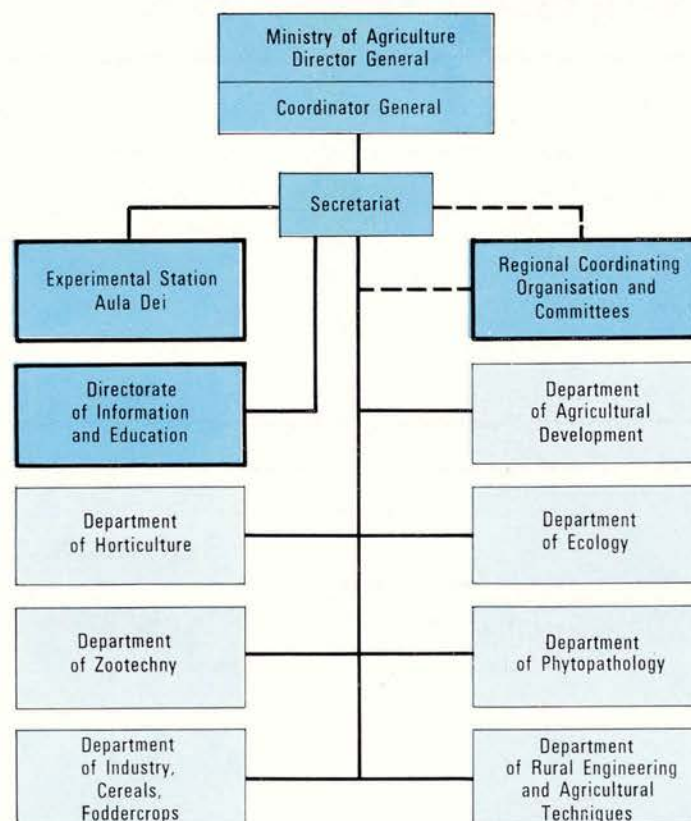 Ministry of Agriculture
Director General
Coordinator General
Secretariat
Experimental Station
Aula Dei
Regional Coordinating
Organisation and
Committees
Directorate
of Information
and Education
Department
of Agricultural
Development
Department
of Horticulture
Department
of Ecology
Department
of Zootechny
Department
of Phytopathology
Department
of Industry,
Cereals,
Foddercrops
Department
of Rural Engineering
and Agricultural
Techniques